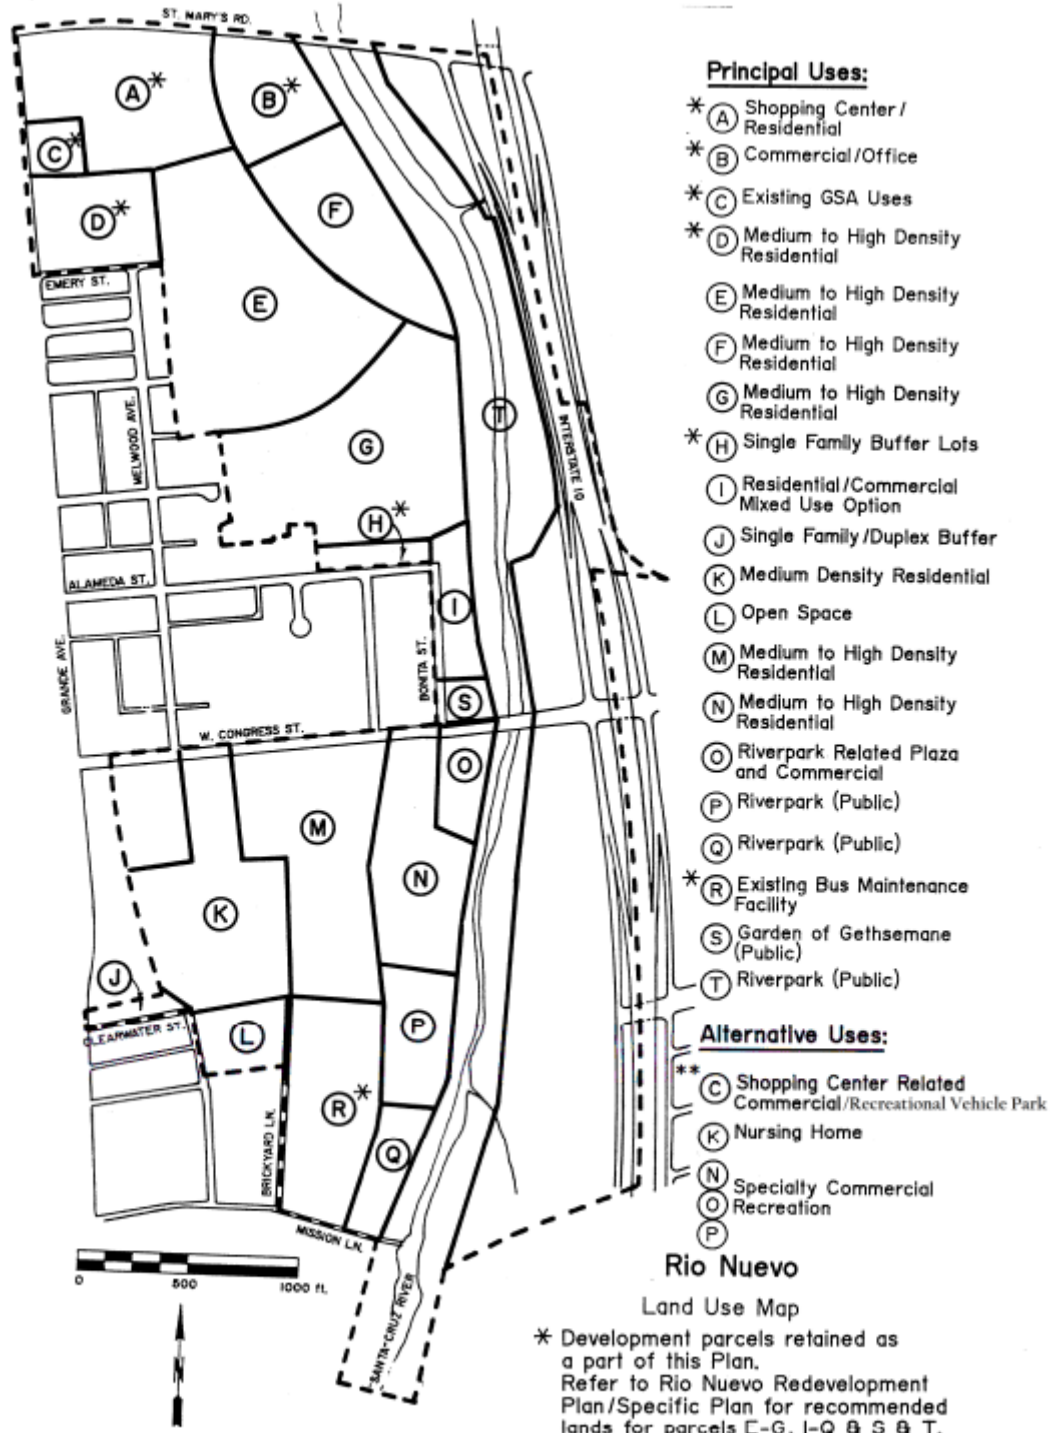 ST. MARY'S RD.
A*
B*
C*
D*
F
EMERY ST.
E
T
MELWOOD AVE.
INTERSTATE 10
G
H*
ALAMEDA ST.
I
GRANDE AVE.
BONITA ST.
S
W. CONGRESS ST.
O
M
N
K
J
CLEARWATER ST.
L
P
R*
BRICKYARD LN.
Q
MISSION LN.
SANTA-CRUZ RIVER
0 500 1000 ft.
N
Principal Uses:
* A Shopping Center/
Residential
* B Commercial/Office
* C Existing GSA Uses
* D Medium to High Density
Residential
E Medium to High Density
Residential
F Medium to High Density
Residential
G Medium to High Density
Residential
* H Single Family Buffer Lots
I Residential/Commercial
Mixed Use Option
J Single Family/Duplex Buffer
K Medium Density Residential
L Open Space
M Medium to High Density
Residential
N Medium to High Density
Residential
O Riverpark Related Plaza
and Commercial
P Riverpark (Public)
Q Riverpark (Public)
* R Existing Bus Maintenance
Facility
S Garden of Gethsemane
(Public)
T Riverpark (Public)
Alternative Uses:
** C Shopping Center Related
Commercial/Recreational Vehicle Park
K Nursing Home
N
O Specialty Commercial
Recreation
P
Rio Nuevo
Land Use Map
* Development parcels retained as
a part of this Plan.
Refer to Rio Nuevo Redevelopment
Plan/Specific Plan for recommended
lands for parcels E-G, I-Q & S & T.